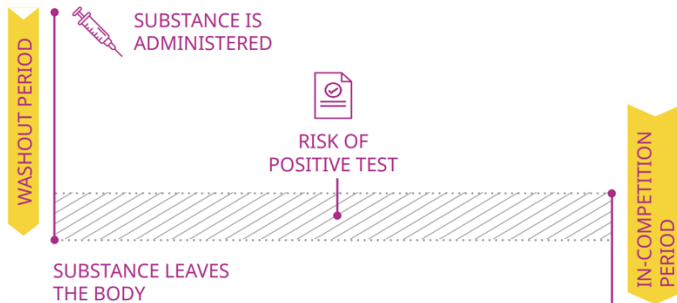 WASHOUT PERIOD
SUBSTANCE IS
ADMINISTERED
RISK OF
POSITIVE TEST
SUBSTANCE LEAVES
THE BODY
IN-COMPETITION
PERIOD